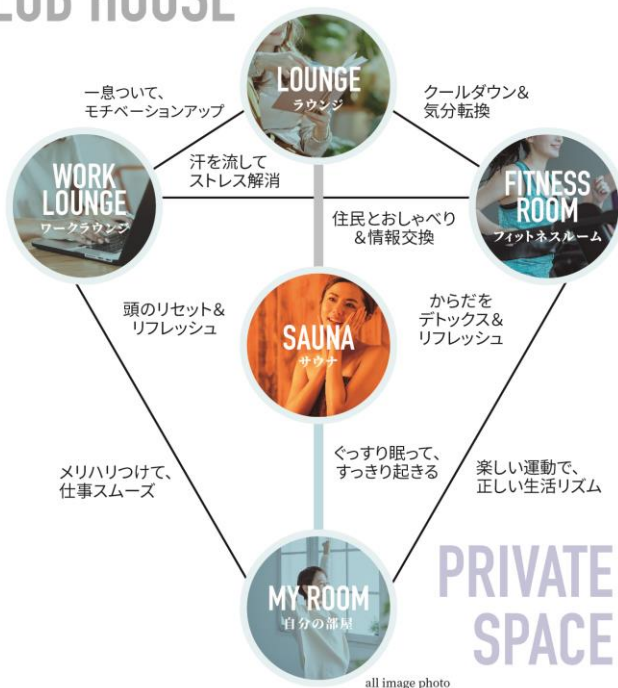 CLUB HOUSE
LOUNGE
ラウンジ
一息ついて、
モチベーションアップ
クールダウン&
気分転換
汗を流して
ストレス解消
WORK
LOUNGE
ワークラウンジ
FITNESS
ROOM
フィットネスルーム
住民とおしゃべり
&情報交換
頭のリセット&
リフレッシュ
SAUNA
サウナ
からだを
デトックス&
リフレッシュ
メリハリつけて、
仕事スムーズ
ぐっすり眠って、
すっきり起きる
楽しい運動で、
正しい生活リズム
MY ROOM
自分の部屋
PRIVATE
SPACE
all image photo